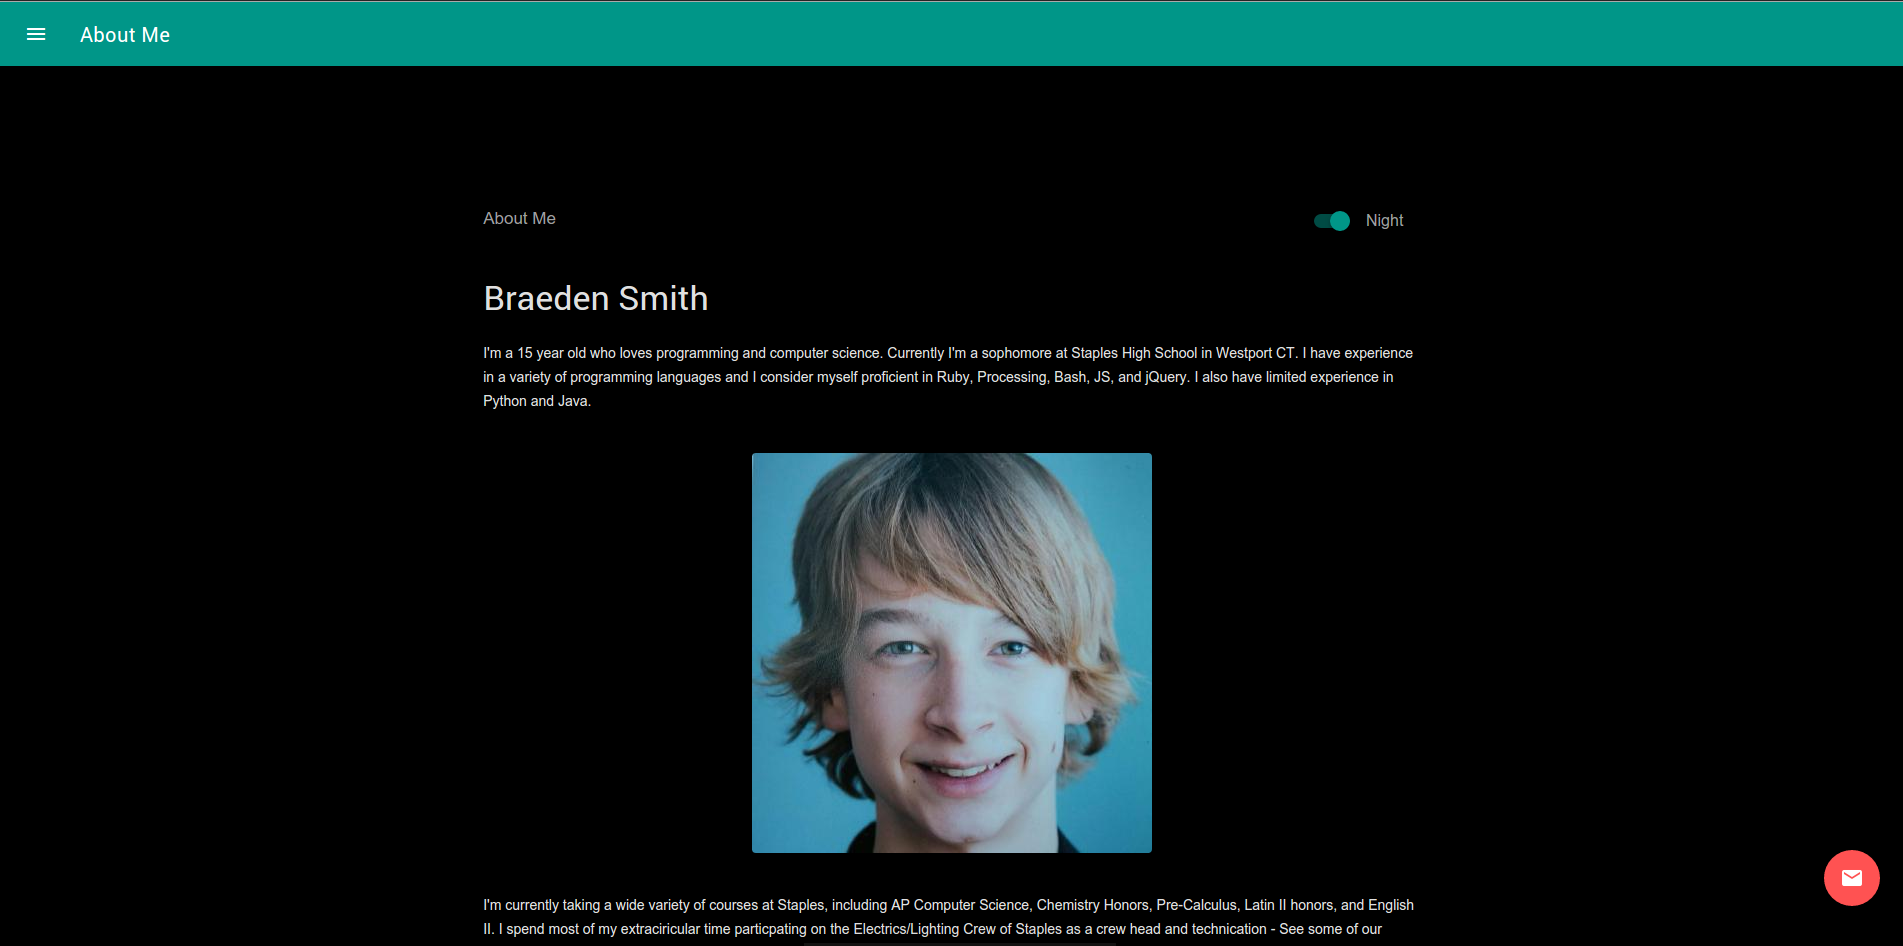 About Me
About Me
Night
Braeden Smith
I'm a 15 year old who loves programming and computer science. Currently I'm a sophomore at Staples High School in Westport CT. I have experience
in a variety of programming languages and I consider myself proficient in Ruby, Processing, Bash, JS, and jQuery. I also have limited experience in
Python and Java.
I'm currently taking a wide variety of courses at Staples, including AP Computer Science, Chemistry Honors, Pre-Calculus, Latin II honors, and English
II. I spend most of my extraciricular time particpating on the Electrics/Lighting Crew of Staples as a crew head and technication - See some of our